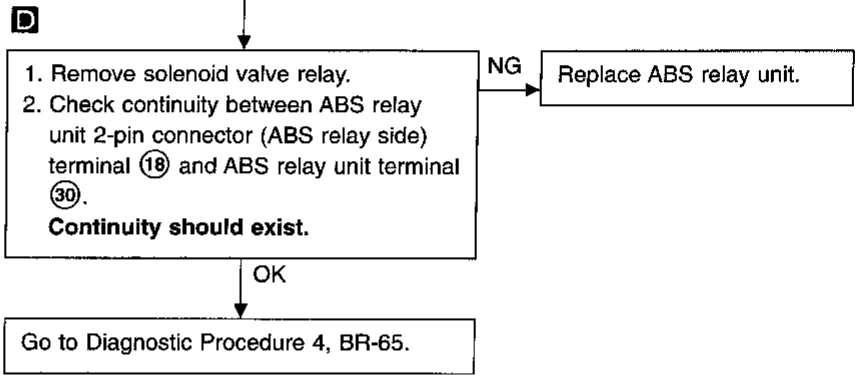 D
1. Remove solenoid valve relay.
2. Check continuity between ABS relay
unit 2-pin connector (ABS relay side)
terminal ⑱ and ABS relay unit terminal
㉚.
Continuity should exist.
NG
Replace ABS relay unit.
OK
Go to Diagnostic Procedure 4, BR-65.